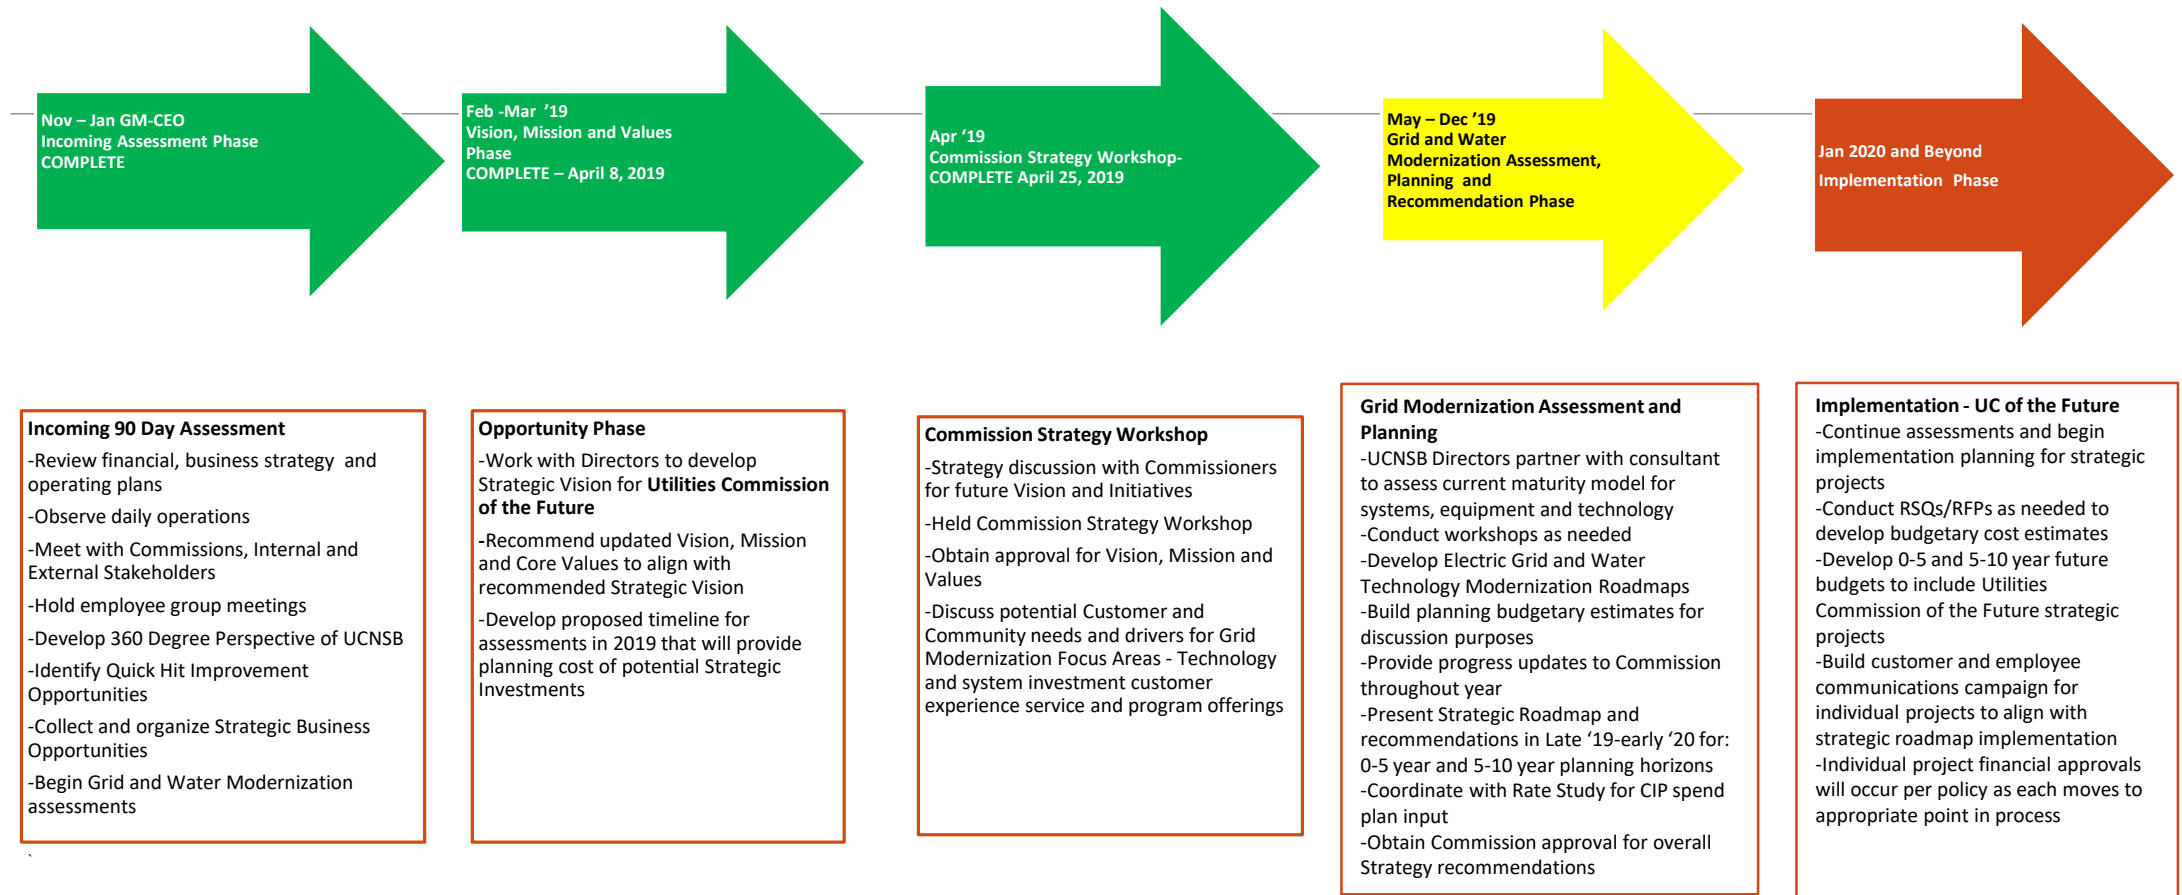 Nov – Jan GM-CEO
Incoming Assessment Phase
COMPLETE
Feb -Mar ’19
Vision, Mission and Values
Phase
COMPLETE – April 8, 2019
Apr ‘19
Commission Strategy Workshop-
COMPLETE April 25, 2019
May – Dec ’19
Grid and Water
Modernization Assessment,
Planning and
Recommendation Phase
Jan 2020 and Beyond
Implementation Phase
Incoming 90 Day Assessment
-Review financial, business strategy and
operating plans
-Observe daily operations
-Meet with Commissions, Internal and
External Stakeholders
-Hold employee group meetings
-Develop 360 Degree Perspective of UCNSB
-Identify Quick Hit Improvement
Opportunities
-Collect and organize Strategic Business
Opportunities
-Begin Grid and Water Modernization
assessments
`
Opportunity Phase
-Work with Directors to develop
Strategic Vision for Utilities Commission
of the Future
-Recommend updated Vision, Mission
and Core Values to align with
recommended Strategic Vision
-Develop proposed timeline for
assessments in 2019 that will provide
planning cost of potential Strategic
Investments
Commission Strategy Workshop
-Strategy discussion with Commissioners
for future Vision and Initiatives
-Held Commission Strategy Workshop
-Obtain approval for Vision, Mission and
Values
-Discuss potential Customer and
Community needs and drivers for Grid
Modernization Focus Areas - Technology
and system investment customer
experience service and program offerings
Grid Modernization Assessment and
Planning
-UCNSB Directors partner with consultant
to assess current maturity model for
systems, equipment and technology
-Conduct workshops as needed
-Develop Electric Grid and Water
Technology Modernization Roadmaps
-Build planning budgetary estimates for
discussion purposes
-Provide progress updates to Commission
throughout year
-Present Strategic Roadmap and
recommendations in Late ‘19-early ‘20 for:
0-5 year and 5-10 year planning horizons
-Coordinate with Rate Study for CIP spend
plan input
-Obtain Commission approval for overall
Strategy recommendations
Implementation - UC of the Future
-Continue assessments and begin
implementation planning for strategic
projects
-Conduct RSQs/RFPs as needed to
develop budgetary cost estimates
-Develop 0-5 and 5-10 year future
budgets to include Utilities
Commission of the Future strategic
projects
-Build customer and employee
communications campaign for
individual projects to align with
strategic roadmap implementation
-Individual project financial approvals
will occur per policy as each moves to
appropriate point in process